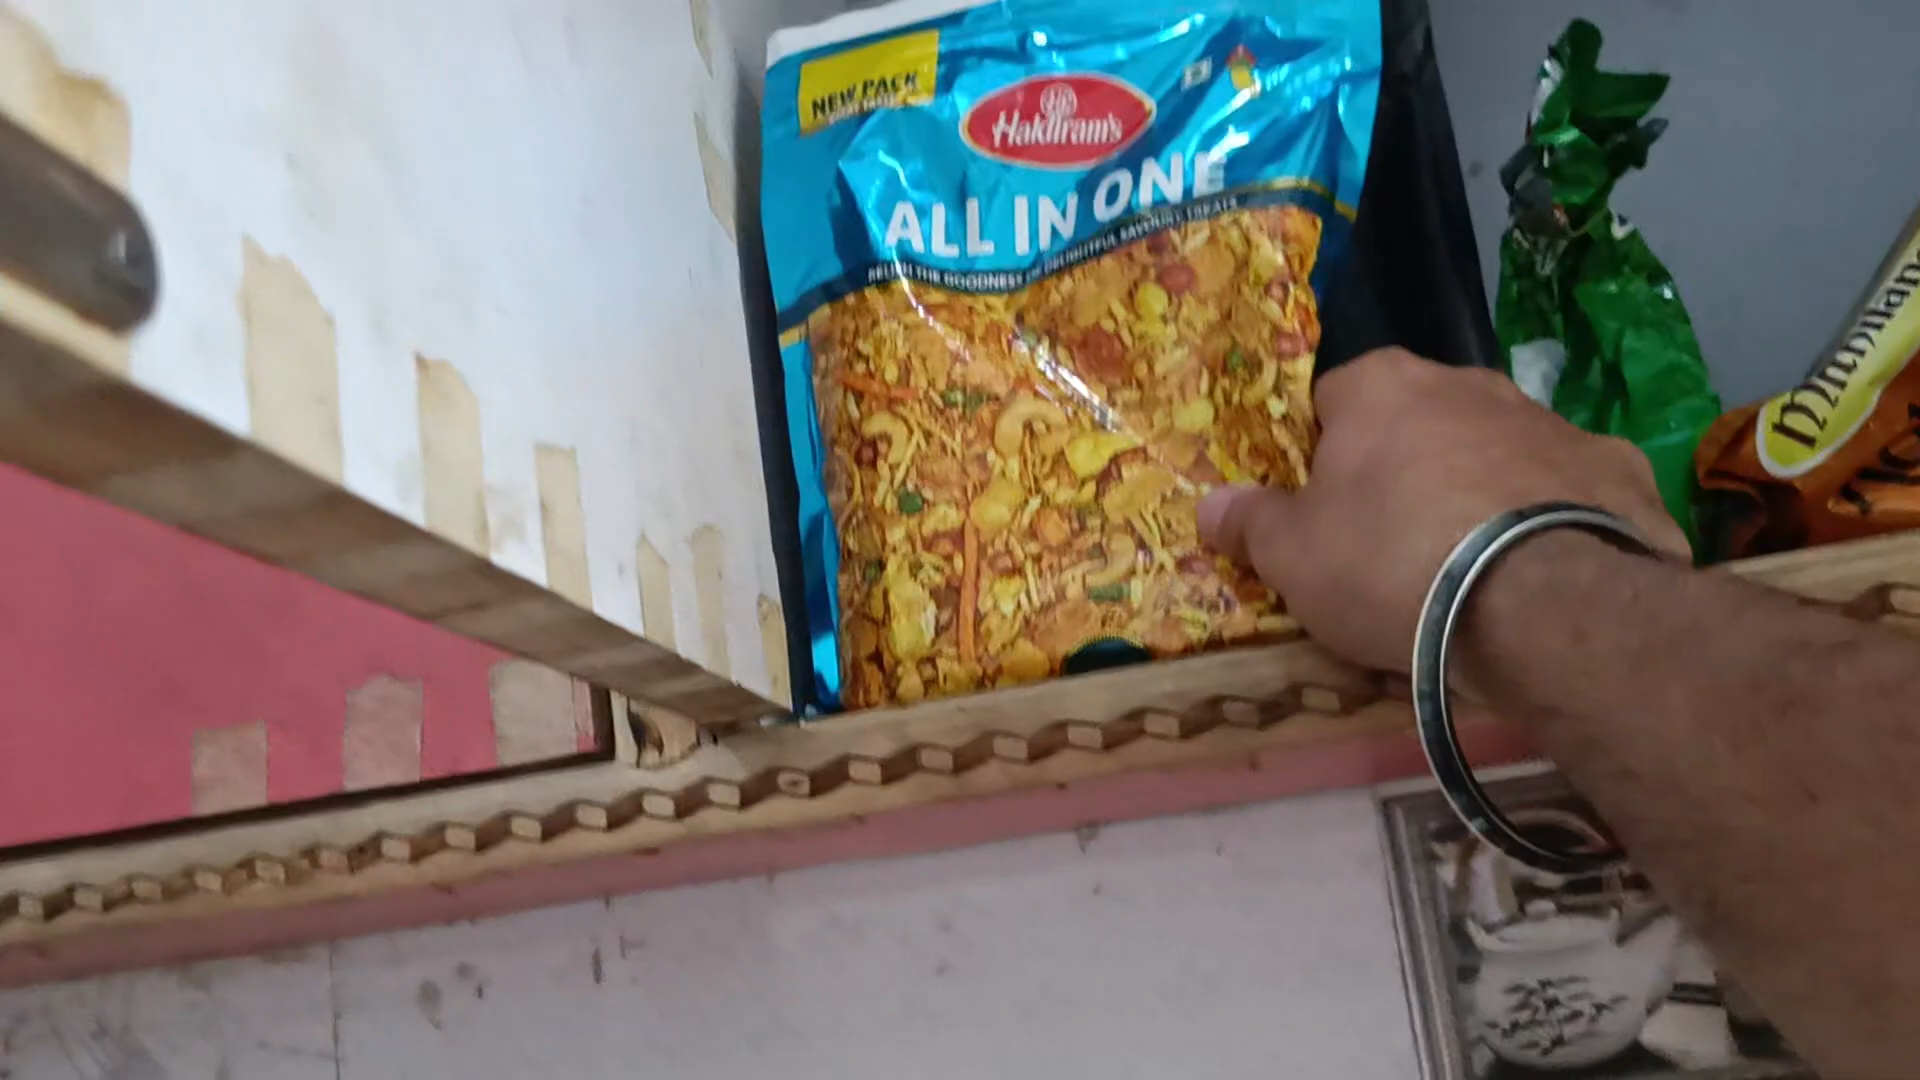 NEW PACK
Haldiram's
ALL IN ONE
RELISH THE GOODNESS OF DELIGHTFUL SAVOURY TREATS